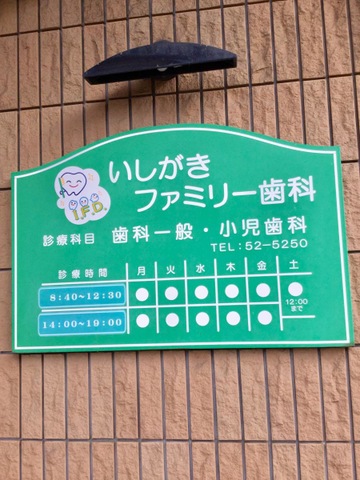 いしがき
ファミリー歯科
I.F.D.
診療科目 歯科一般・小児歯科
TEL:52-5250
診療時間 月 火 水 木 金 土
8:40~12:30 ● ● ● ● ● ● 12:00まで
14:00~19:00 ● ● ● ● ●